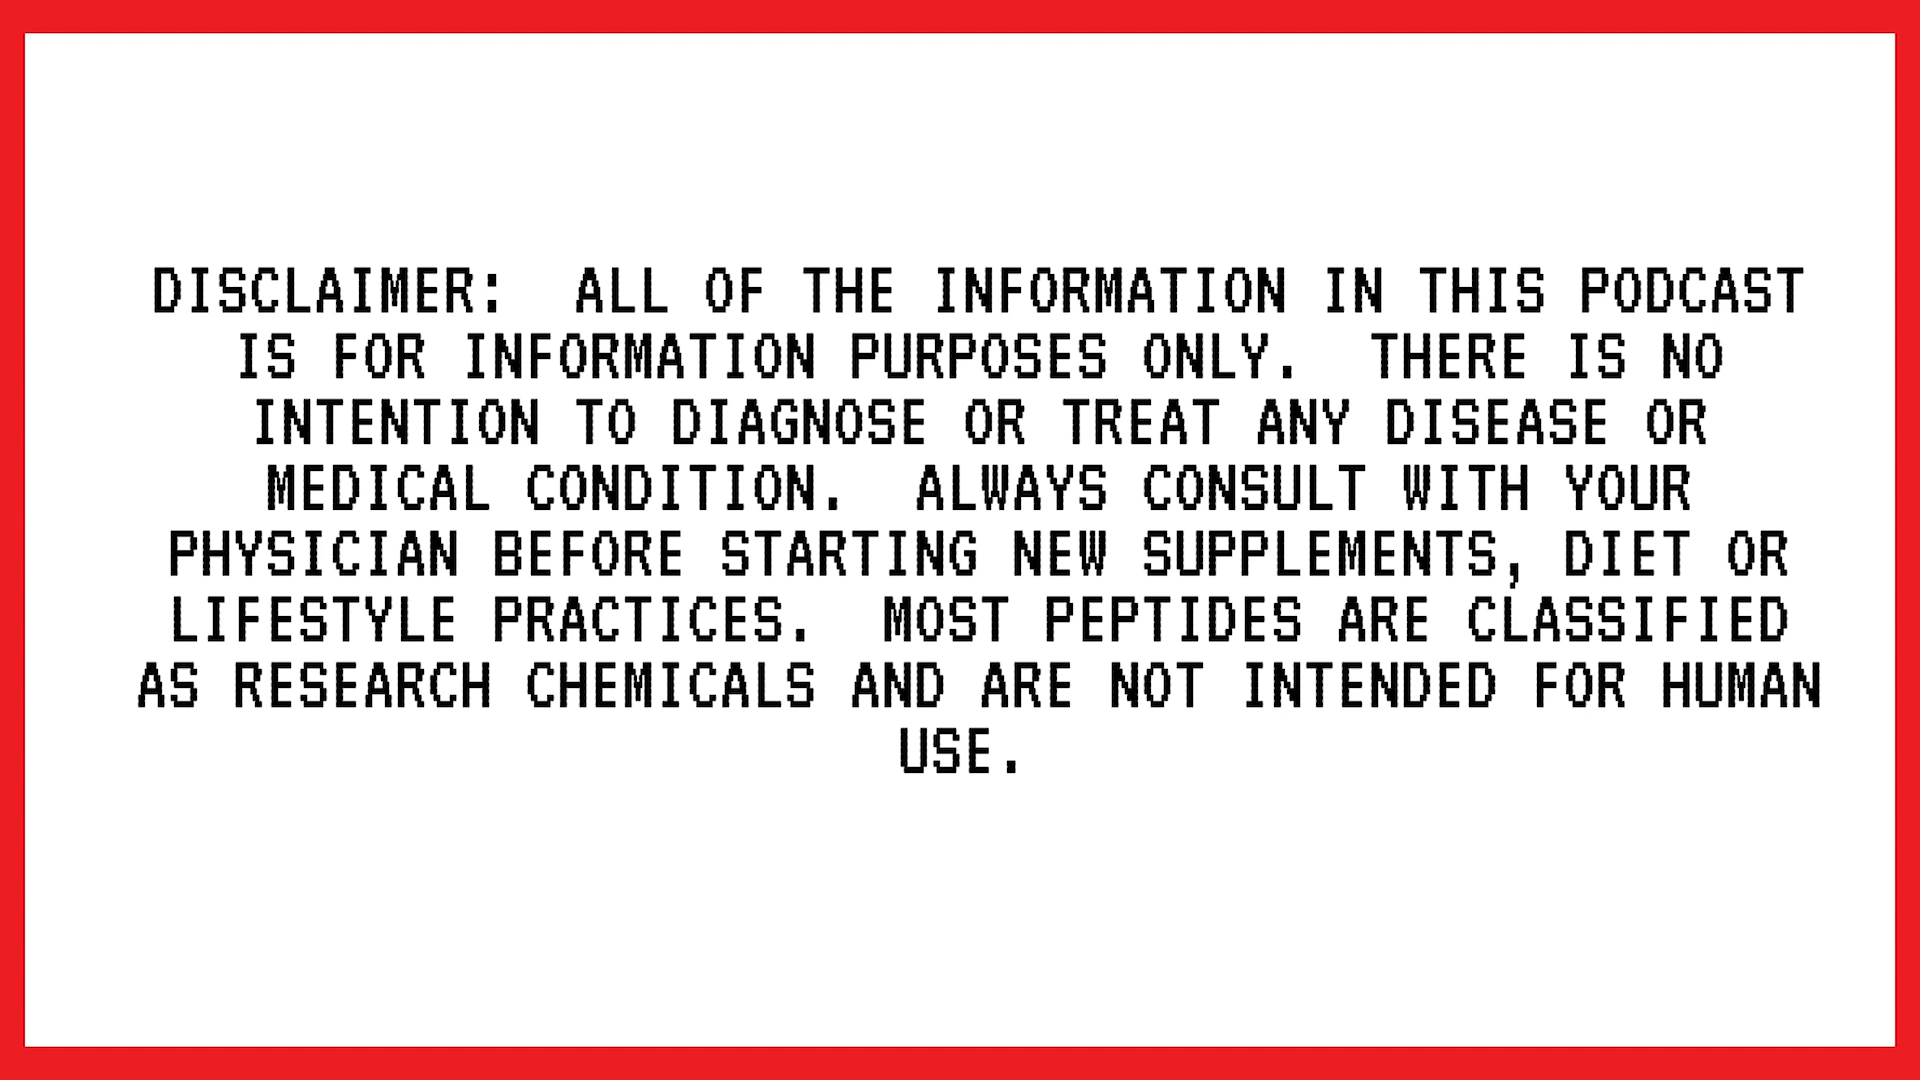 DISCLAIMER:  ALL OF THE INFORMATION IN THIS PODCAST
IS FOR INFORMATION PURPOSES ONLY.  THERE IS NO
INTENTION TO DIAGNOSE OR TREAT ANY DISEASE OR
MEDICAL CONDITION.  ALWAYS CONSULT WITH YOUR
PHYSICIAN BEFORE STARTING NEW SUPPLEMENTS, DIET OR
LIFESTYLE PRACTICES.  MOST PEPTIDES ARE CLASSIFIED
AS RESEARCH CHEMICALS AND ARE NOT INTENDED FOR HUMAN
USE.